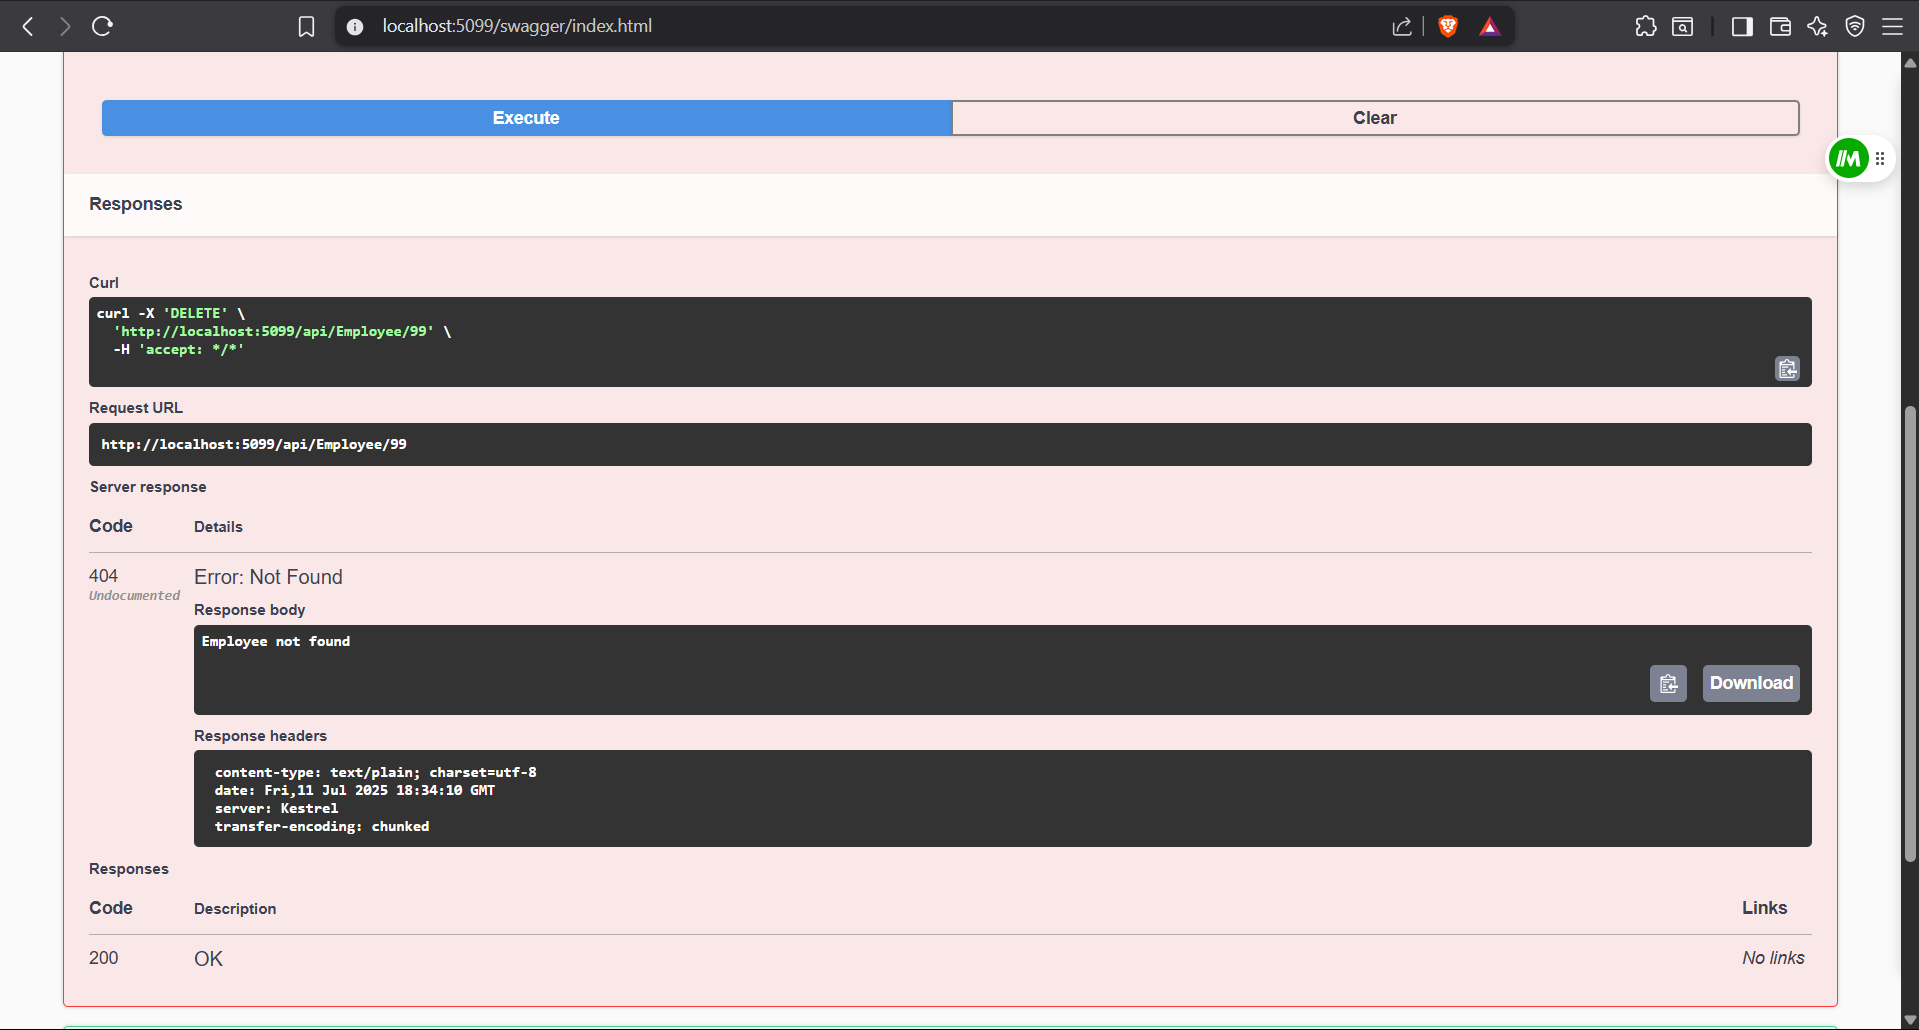 localhost:5099/swagger/index.html
Execute
Clear
Responses
Curl
curl -X 'DELETE' \
'http://localhost:5099/api/Employee/99' \
-H 'accept: */*'
Request URL
http://localhost:5099/api/Employee/99
Server response
Code Details
404 Error: Not Found
Undocumented
Response body
Employee not found
Download
Response headers
content-type: text/plain; charset=utf-8
date: Fri,11 Jul 2025 18:34:10 GMT
server: Kestrel
transfer-encoding: chunked
Responses
Code Description Links
200 OK No links